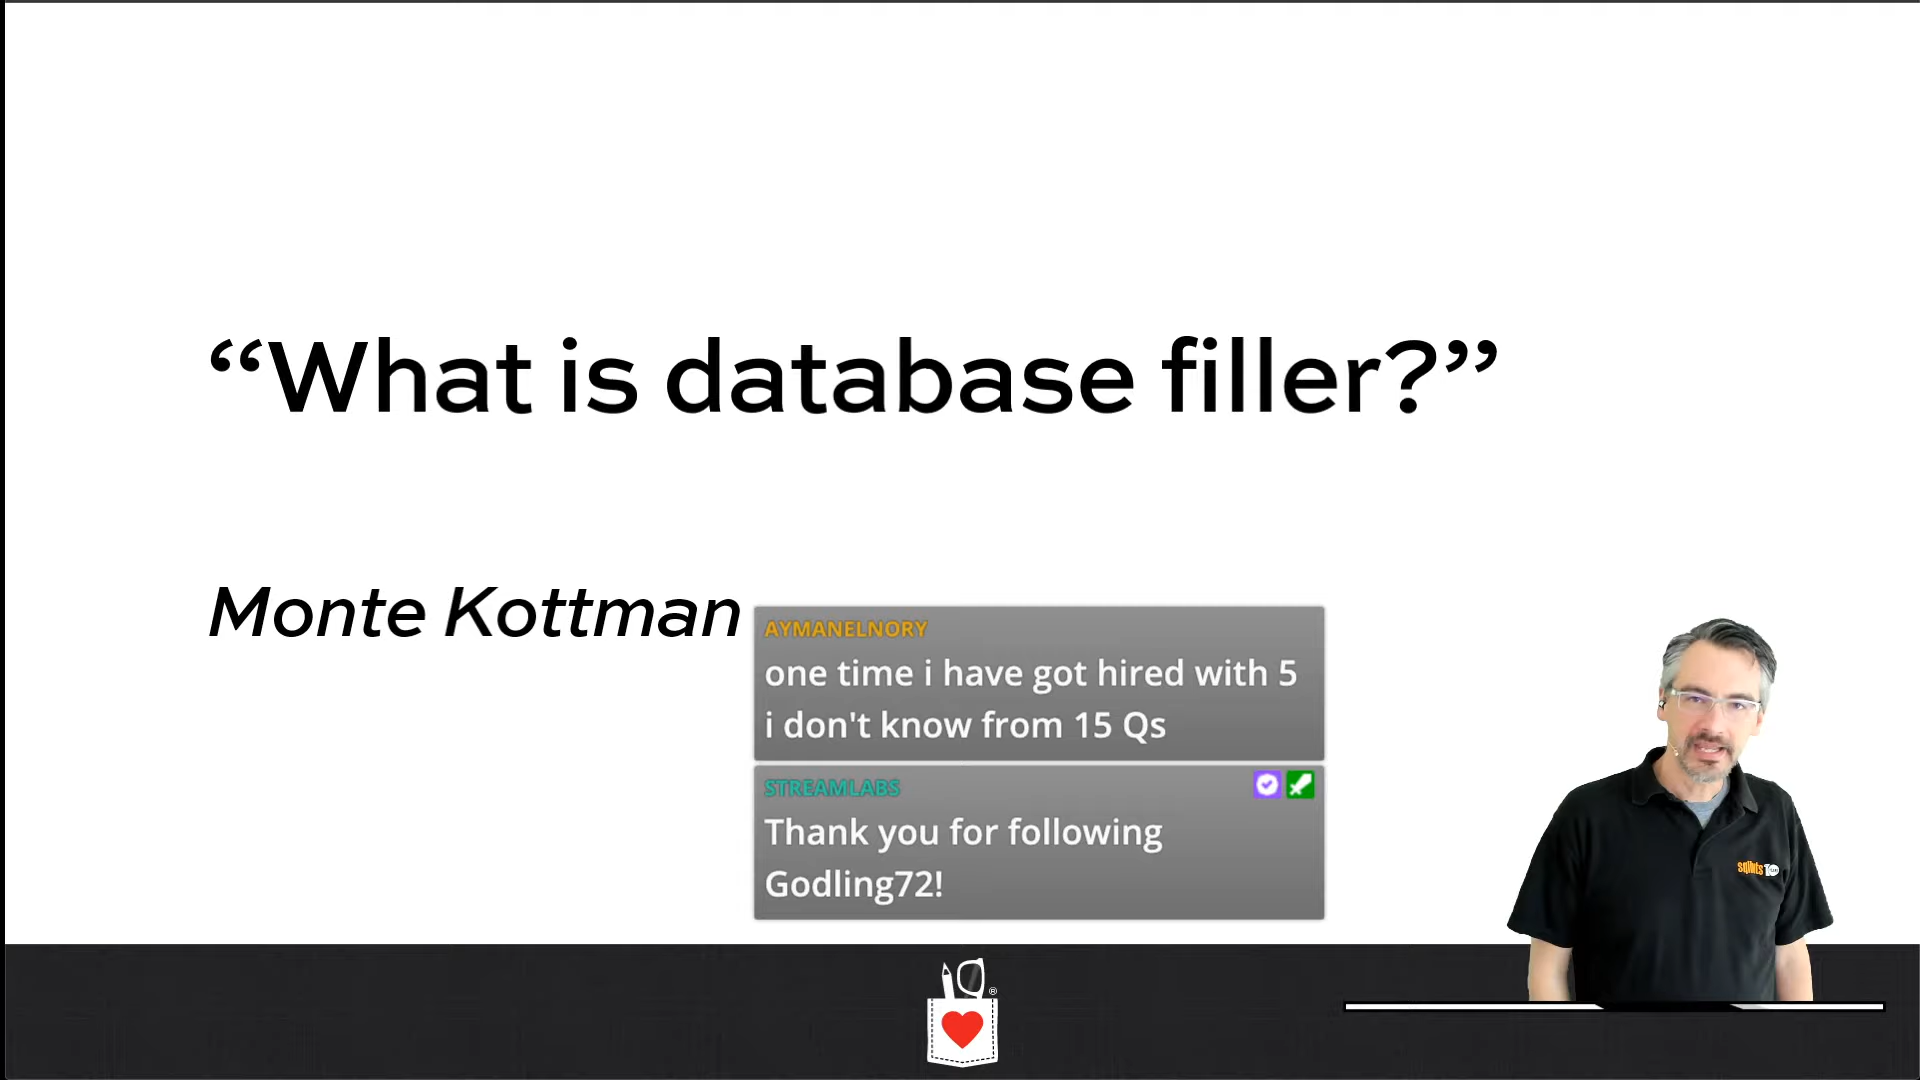 “What is database filler?”
Monte Kottman
AYMANELNORY
one time i have got hired with 5
i don't know from 15 Qs
STREAMLABS
Thank you for following
Godling72!
®